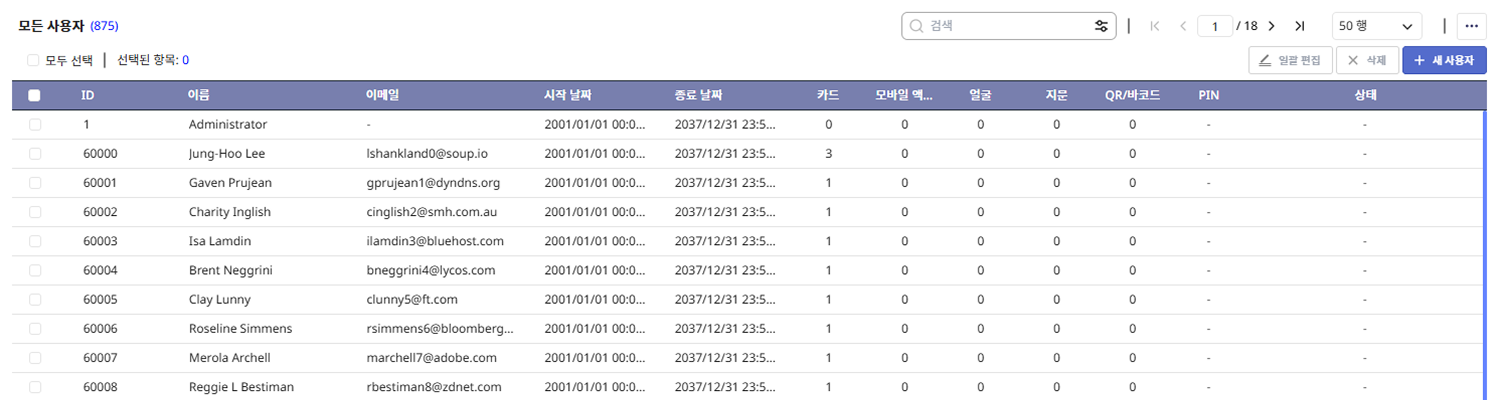 모든 사용자 (875) 검색 1 / 18 50 행
모두 선택 선택된 항목: 0 일괄 편집 삭제 + 새 사용자
ID 이름 이메일 시작 날짜 종료 날짜 카드 모바일 액... 얼굴 지문 QR/바코드 PIN 상태
1 Administrator - 2001/01/01 00:0... 2037/12/31 23:5... 0 0 0 0 0 - -
60000 Jung-Hoo Lee lshankland0@soup.io 2001/01/01 00:0... 2037/12/31 23:5... 3 0 0 0 0 - -
60001 Gaven Prujean gprujean1@dyndns.org 2001/01/01 00:0... 2037/12/31 23:5... 1 0 0 0 0 - -
60002 Charity Inglish cinglish2@smh.com.au 2001/01/01 00:0... 2037/12/31 23:5... 1 0 0 0 0 - -
60003 Isa Lamdin ilamdin3@bluehost.com 2001/01/01 00:0... 2037/12/31 23:5... 1 0 0 0 0 - -
60004 Brent Neggrini bneggrini4@lycos.com 2001/01/01 00:0... 2037/12/31 23:5... 1 0 0 0 0 - -
60005 Clay Lunny clunny5@ft.com 2001/01/01 00:0... 2037/12/31 23:5... 1 0 0 0 0 - -
60006 Roseline Simmens rsimmens6@bloomberg... 2001/01/01 00:0... 2037/12/31 23:5... 1 0 0 0 0 - -
60007 Merola Archell marchell7@adobe.com 2001/01/01 00:0... 2037/12/31 23:5... 1 0 0 0 0 - -
60008 Reggie L Bestiman rbestiman8@zdnet.com 2001/01/01 00:0... 2037/12/31 23:5... 1 0 0 0 0 - -